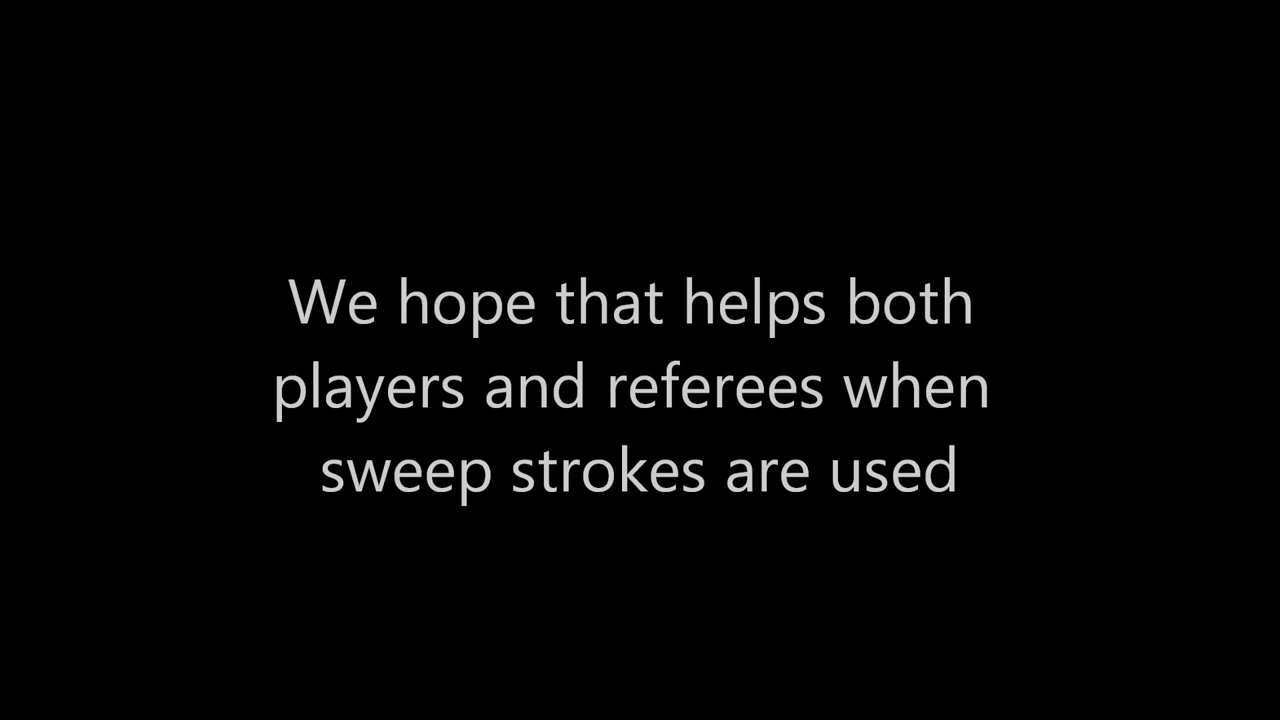 We hope that helps both
players and referees when
sweep strokes are used